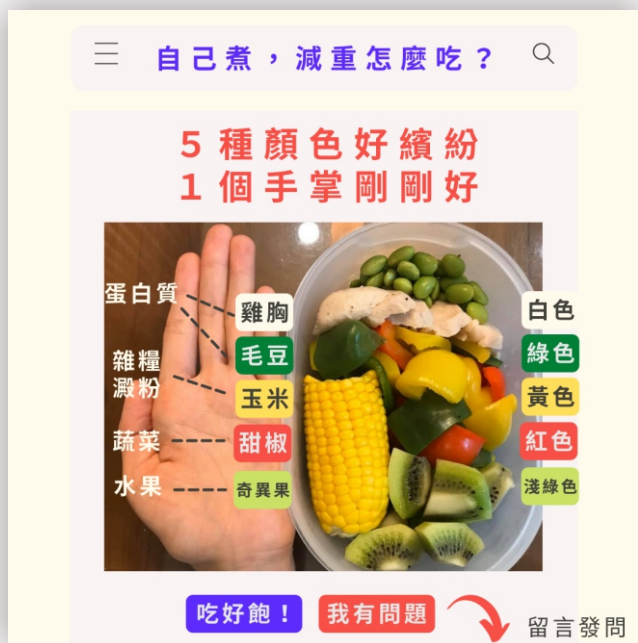 自己煮，減重怎麼吃？
5種顏色好繽紛
1個手掌剛剛好
蛋白質
雞胸
白色
毛豆
綠色
雜糧
澱粉
玉米
黃色
蔬菜
甜椒
紅色
水果
奇異果
淺綠色
吃好飽！
我有問題
留言發問